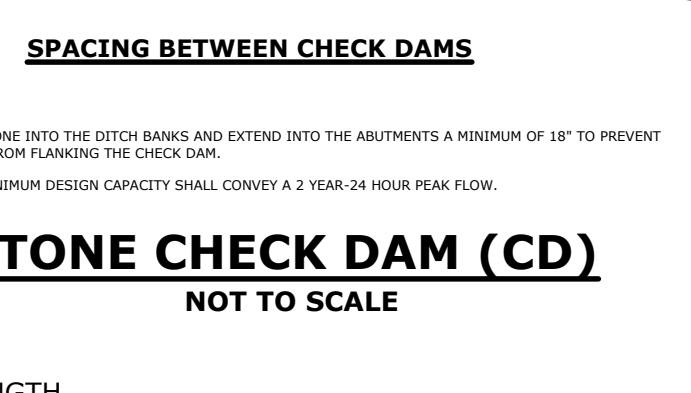 SPACING BETWEEN CHECK DAMS
INTO THE DITCH BANKS AND EXTEND INTO THE ABUTMENTS A MINIMUM OF 18" TO PREVENT
FLANKING THE CHECK DAM.
DESIGN CAPACITY SHALL CONVEY A 2 YEAR-24 HOUR PEAK FLOW.
TONE CHECK DAM (CD)
NOT TO SCALE